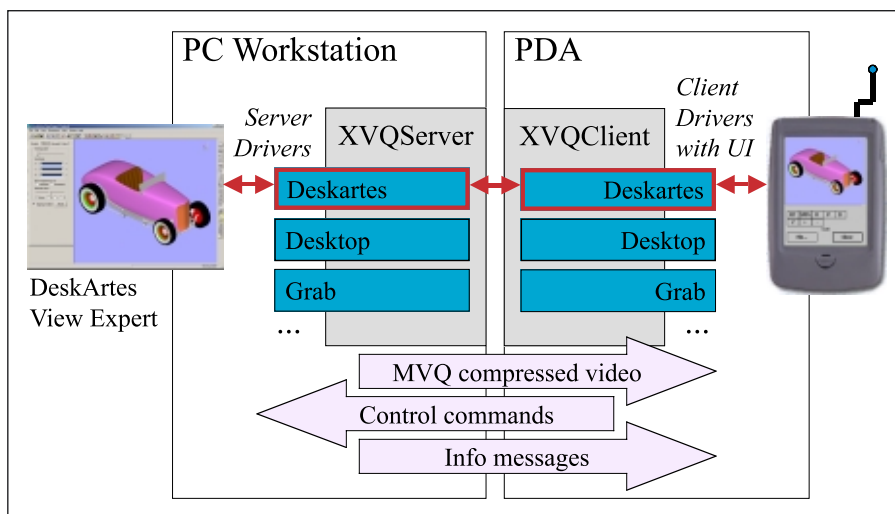 PC Workstation
PDA
Server
Drivers
XVQServer
XVQClient
Client
Drivers
with UI
Deskartes
Deskartes
Desktop
Desktop
Grab
Grab
...
...
DeskArtes
View Expert
MVQ compressed video
Control commands
Info messages